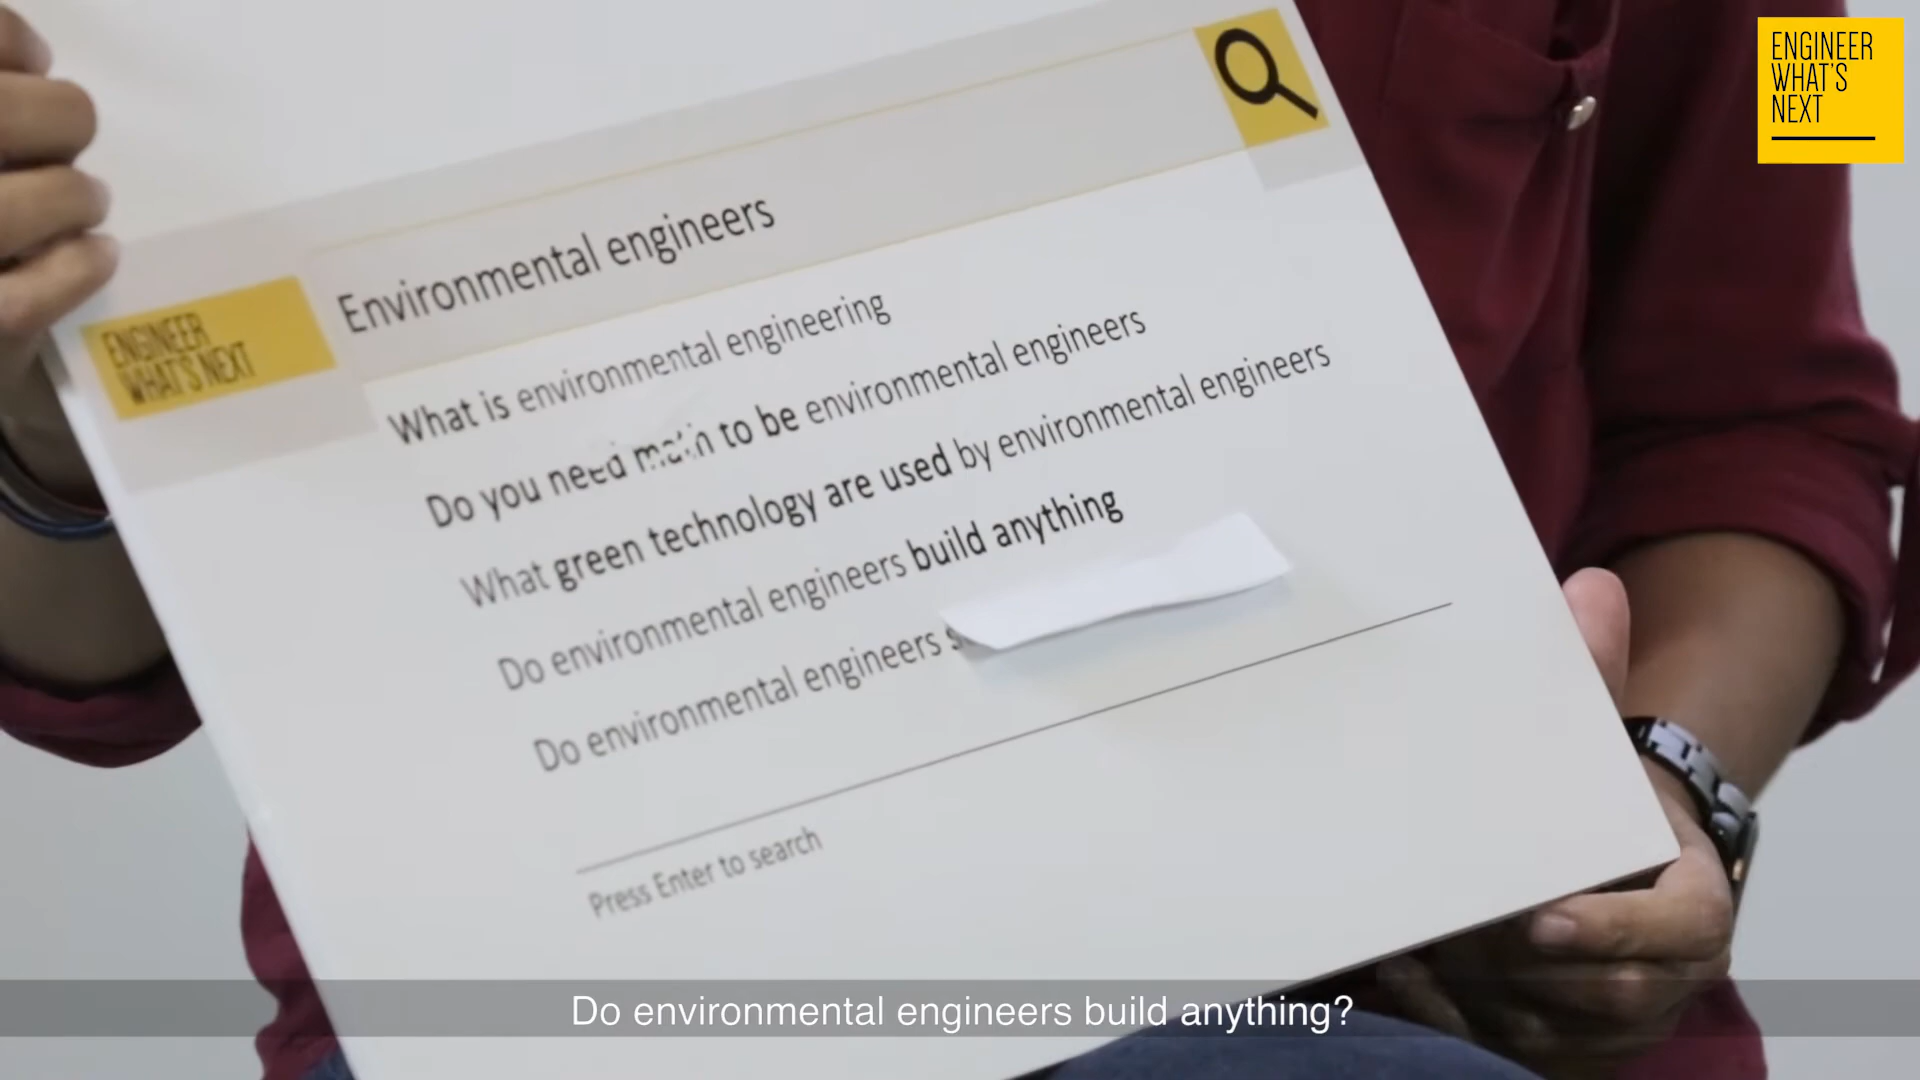 ENGINEER
WHAT'S
NEXT
Environmental engineers
ENGINEER
WHAT'S NEXT
What is environmental engineering
Do you need math to be environmental engineers
What green technology are used by environmental engineers
Do environmental engineers build anything
Do environmental engineers
Press Enter to search
Do environmental engineers build anything?